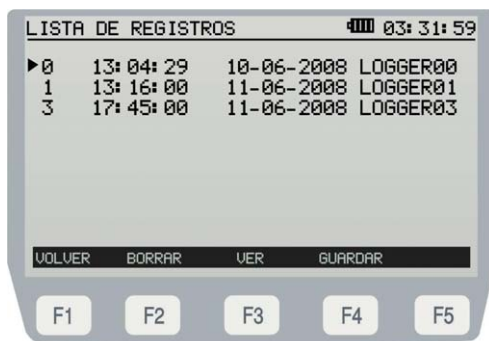 LISTA DE REGISTROS 03:31:59
▶0 13:04:29 10-06-2008 LOGGER00
1 13:16:00 11-06-2008 LOGGER01
3 17:45:00 11-06-2008 LOGGER03
VOLVER BORRAR VER GUARDAR
F1 F2 F3 F4 F5